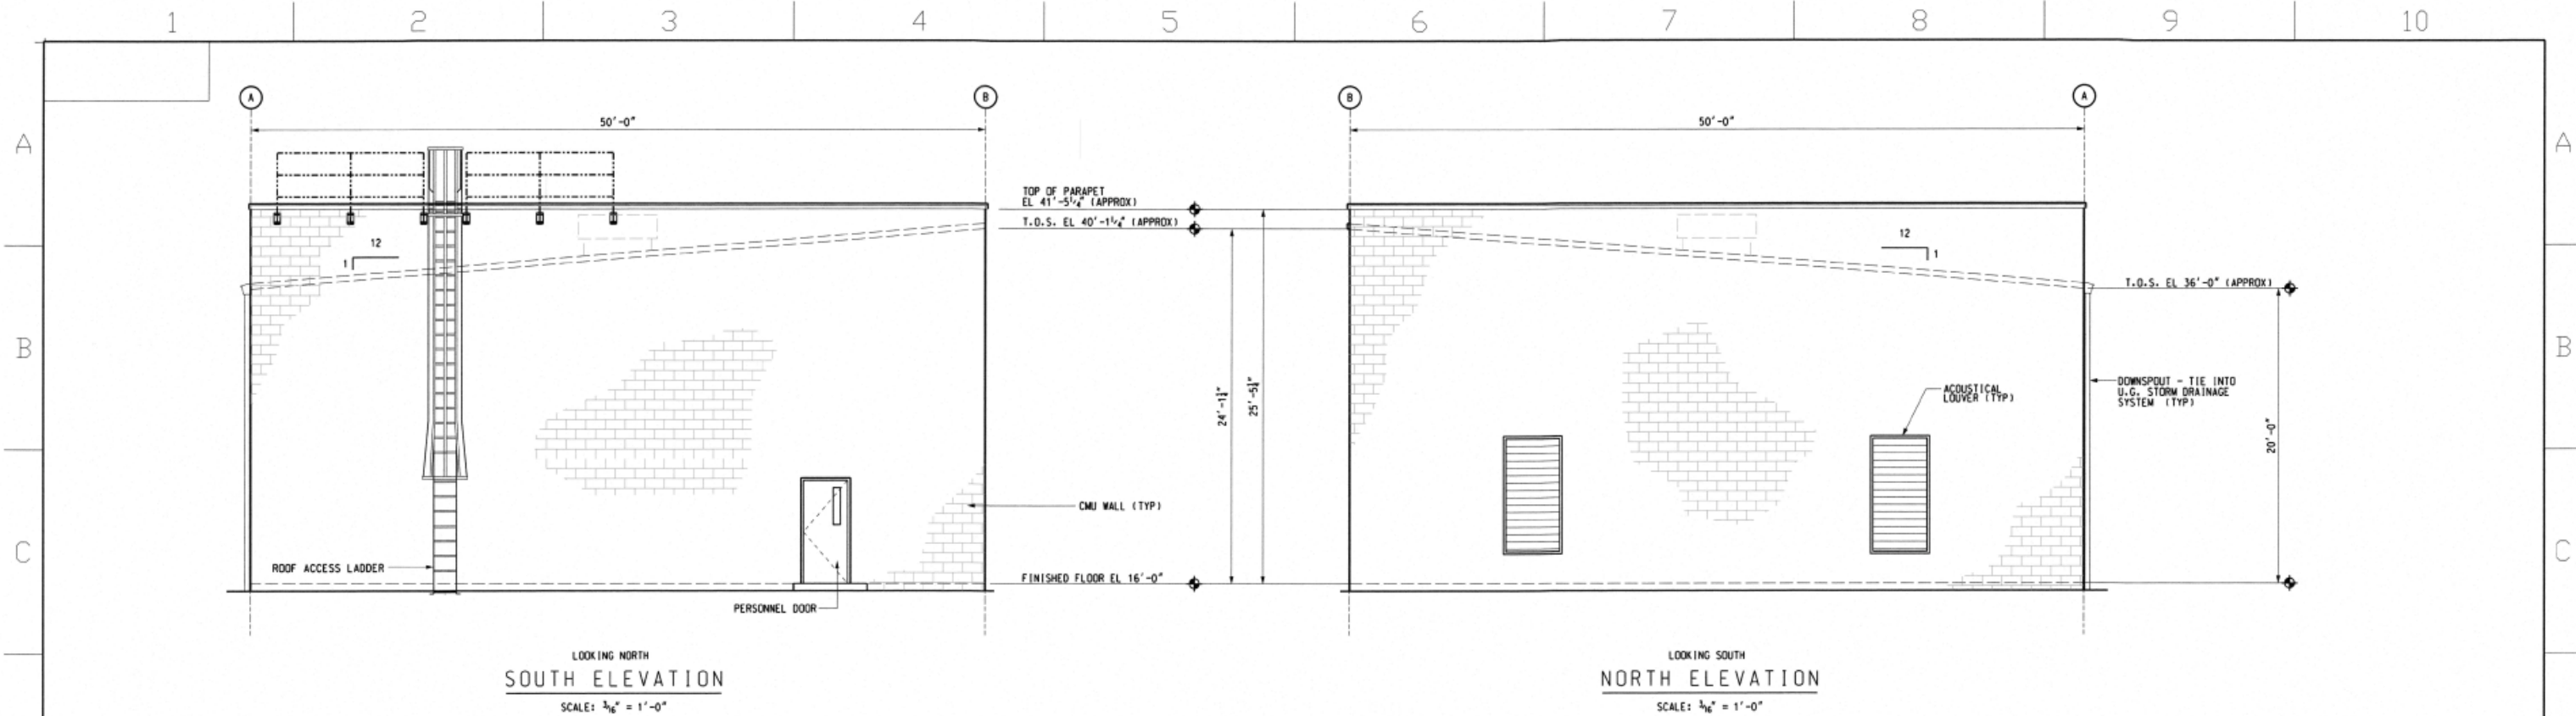 1 2 3 4 5 6 7 8 9 10
A A
A B B A
50'-0" 50'-0"
TOP OF PARAPET
EL 41'-5¼" (APPROX)
T.O.S. EL 40'-1¼" (APPROX)
12
1
12
1
T.O.S. EL 36'-0" (APPROX)
B B
24'-1¾"
20'-0"
ACOUSTICAL
LOUVER (TYP)
DOWNSPOUT - TIE INTO
U.G. STORM DRAINAGE
SYSTEM (TYP)
CMU WALL (TYP)
C C
ROOF ACCESS LADDER
FINISHED FLOOR EL 16'-0"
PERSONNEL DOOR
LOOKING NORTH
SOUTH ELEVATION
SCALE: 3/16" = 1'-0"
LOOKING SOUTH
NORTH ELEVATION
SCALE: 3/16" = 1'-0"